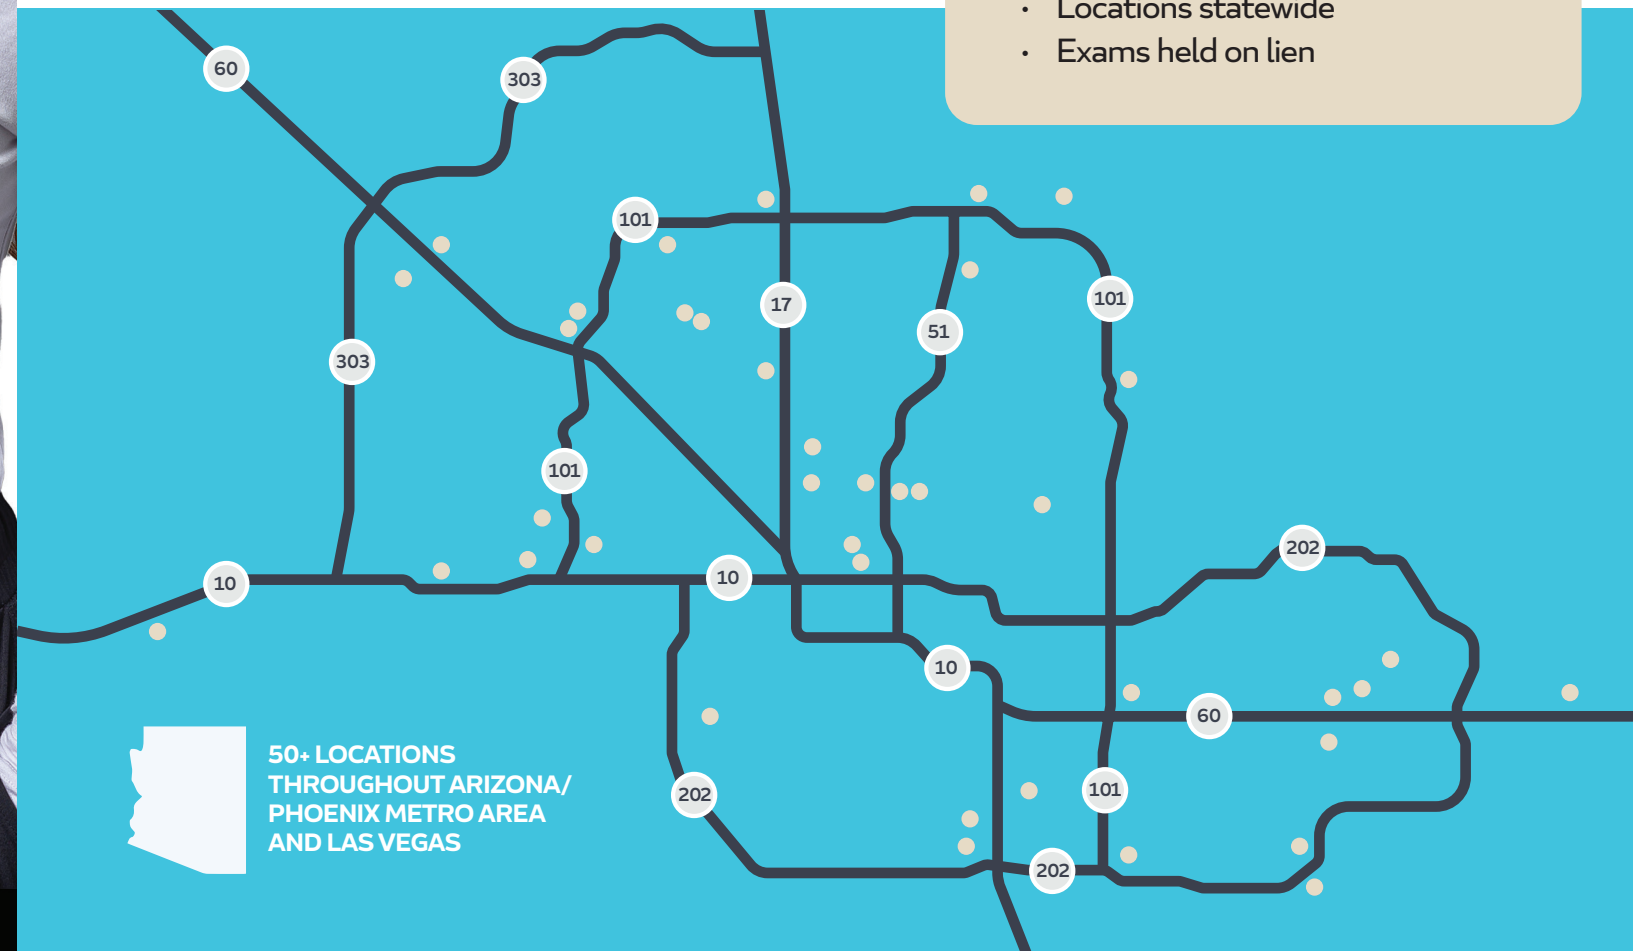 • Locations statewide
• Exams held on lien
60
303
101
17
51
101
303
101
202
10
10
10
60
50+ LOCATIONS
THROUGHOUT ARIZONA/
PHOENIX METRO AREA
AND LAS VEGAS
202
101
202